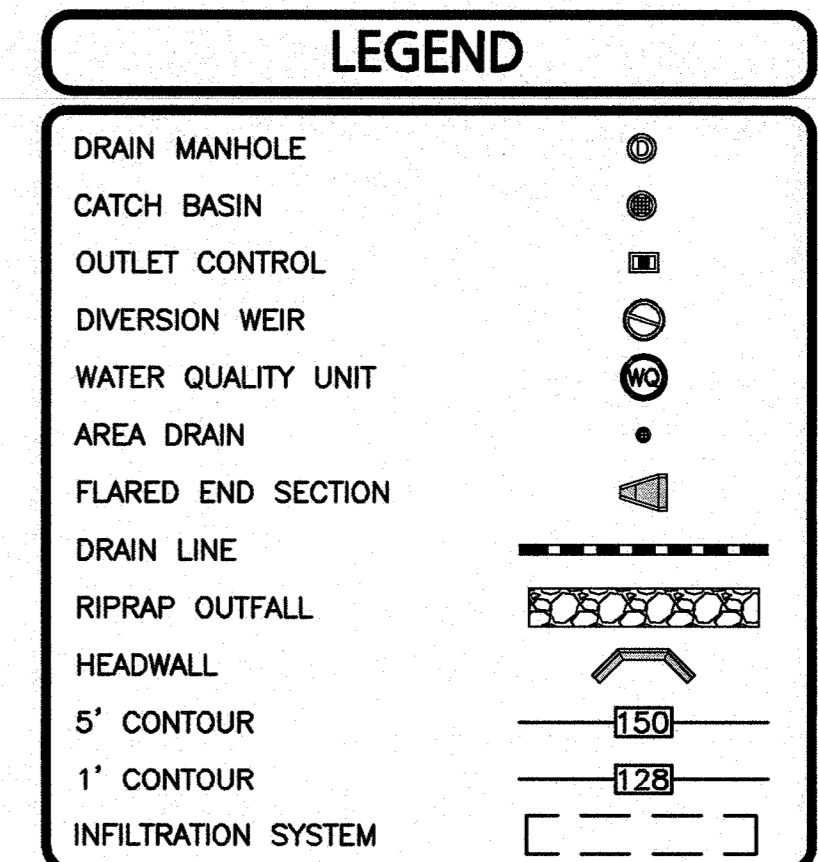 LEGEND
DRAIN MANHOLE D
CATCH BASIN
OUTLET CONTROL
DIVERSION WEIR
WATER QUALITY UNIT WQ
AREA DRAIN
FLARED END SECTION
DRAIN LINE
RIPRAP OUTFALL
HEADWALL
5' CONTOUR 150
1' CONTOUR 128
INFILTRATION SYSTEM